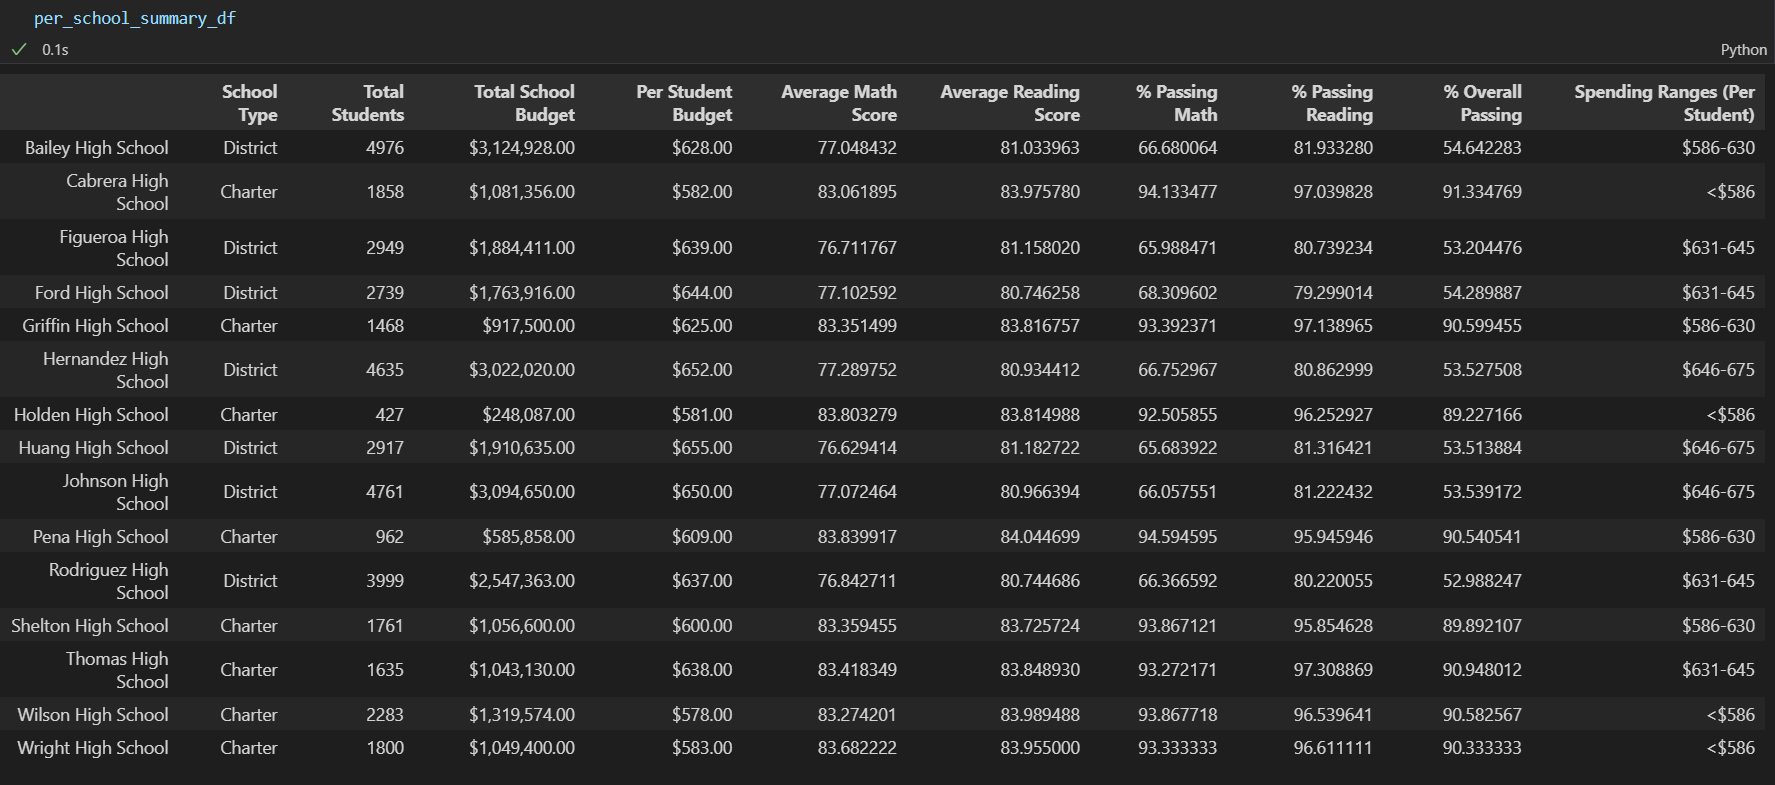 per_school_summary_df
0.1s
Python
School Type Total Students Total School Budget Per Student Budget Average Math Score Average Reading Score % Passing Math % Passing Reading % Overall Passing Spending Ranges (Per Student)
Bailey High School District 4976 $3,124,928.00 $628.00 77.048432 81.033963 66.680064 81.933280 54.642283 $586-630
Cabrera High School Charter 1858 $1,081,356.00 $582.00 83.061895 83.975780 94.133477 97.039828 91.334769 <$586
Figueroa High School District 2949 $1,884,411.00 $639.00 76.711767 81.158020 65.988471 80.739234 53.204476 $631-645
Ford High School District 2739 $1,763,916.00 $644.00 77.102592 80.746258 68.309602 79.299014 54.289887 $631-645
Griffin High School Charter 1468 $917,500.00 $625.00 83.351499 83.816757 93.392371 97.138965 90.599455 $586-630
Hernandez High School District 4635 $3,022,020.00 $652.00 77.289752 80.934412 66.752967 80.862999 53.527508 $646-675
Holden High School Charter 427 $248,087.00 $581.00 83.803279 83.814988 92.505855 96.252927 89.227166 <$586
Huang High School District 2917 $1,910,635.00 $655.00 76.629414 81.182722 65.683922 81.316421 53.513884 $646-675
Johnson High School District 4761 $3,094,650.00 $650.00 77.072464 80.966394 66.057551 81.222432 53.539172 $646-675
Pena High School Charter 962 $585,858.00 $609.00 83.839917 84.044699 94.594595 95.945946 90.540541 $586-630
Rodriguez High School District 3999 $2,547,363.00 $637.00 76.842711 80.744686 66.366592 80.220055 52.988247 $631-645
Shelton High School Charter 1761 $1,056,600.00 $600.00 83.359455 83.725724 93.867121 95.854628 89.892107 $586-630
Thomas High School Charter 1635 $1,043,130.00 $638.00 83.418349 83.848930 93.272171 97.308869 90.948012 $631-645
Wilson High School Charter 2283 $1,319,574.00 $578.00 83.274201 83.989488 93.867718 96.539641 90.582567 <$586
Wright High School Charter 1800 $1,049,400.00 $583.00 83.682222 83.955000 93.333333 96.611111 90.333333 <$586